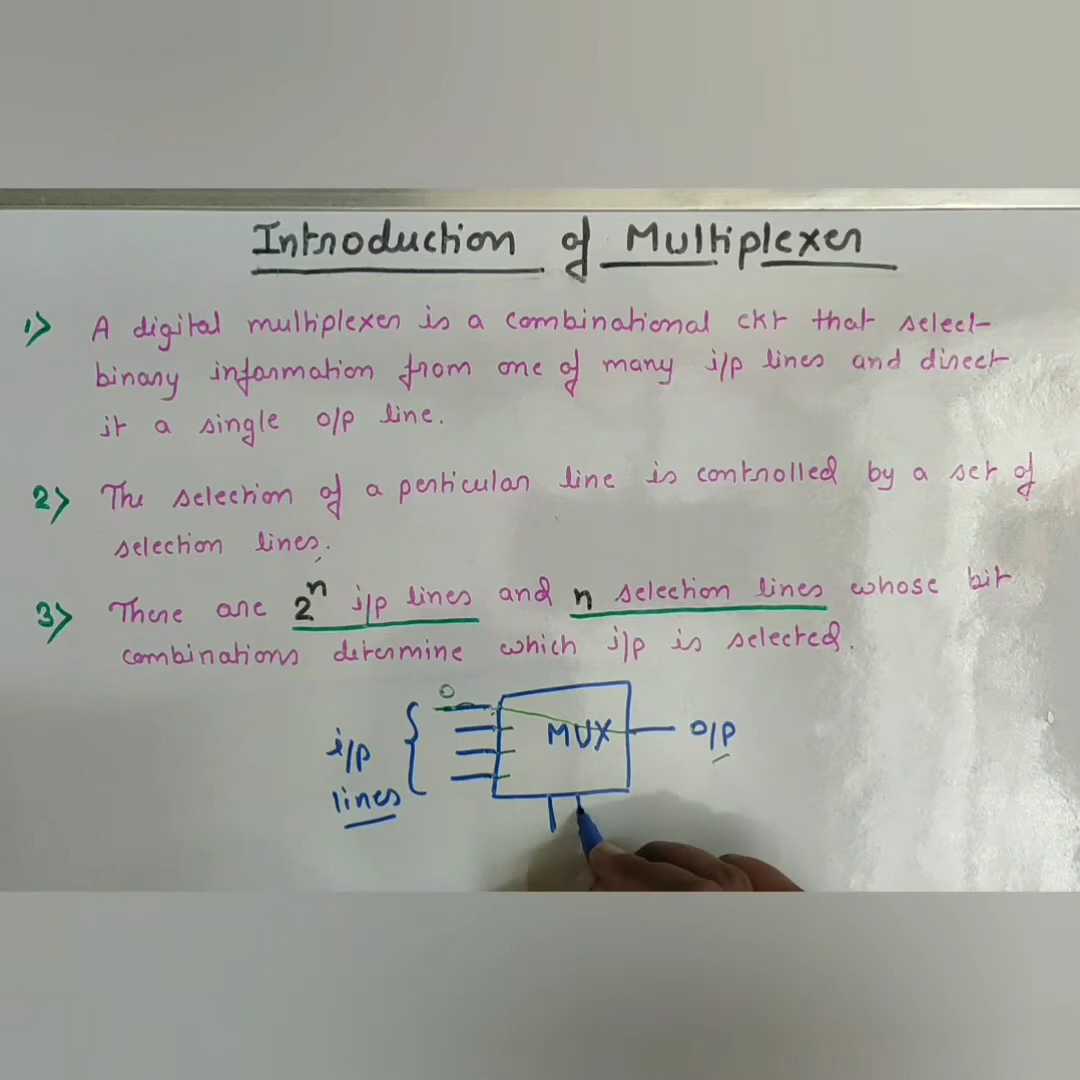 Introduction of Multiplexer
1) A digital multiplexer is a combinational ckt that select
binary information from one of many i/p lines and direct
it a single o/p line.
2) The selection of a perticular line is controlled by a set of
selection lines.
3) There are 2^n i/p lines and n selection lines whose bit
combinations determine which i/p is selected.
0
i/p
lines
MUX
O/P